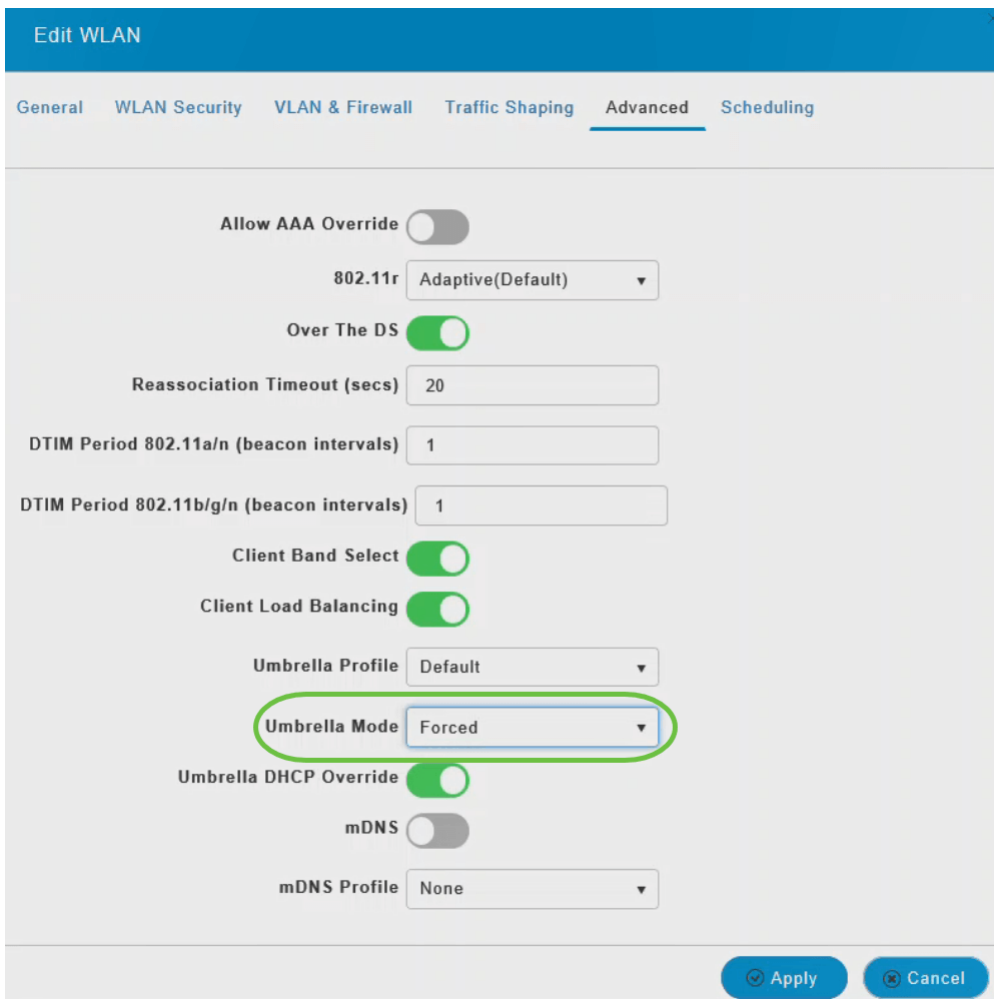 Edit WLAN
General WLAN Security VLAN & Firewall Traffic Shaping Advanced Scheduling
Allow AAA Override
802.11r Adaptive(Default)
Over The DS
Reassociation Timeout (secs) 20
DTIM Period 802.11a/n (beacon intervals) 1
DTIM Period 802.11b/g/n (beacon intervals) 1
Client Band Select
Client Load Balancing
Umbrella Profile Default
Umbrella Mode Forced
Umbrella DHCP Override
mDNS
mDNS Profile None
Apply Cancel